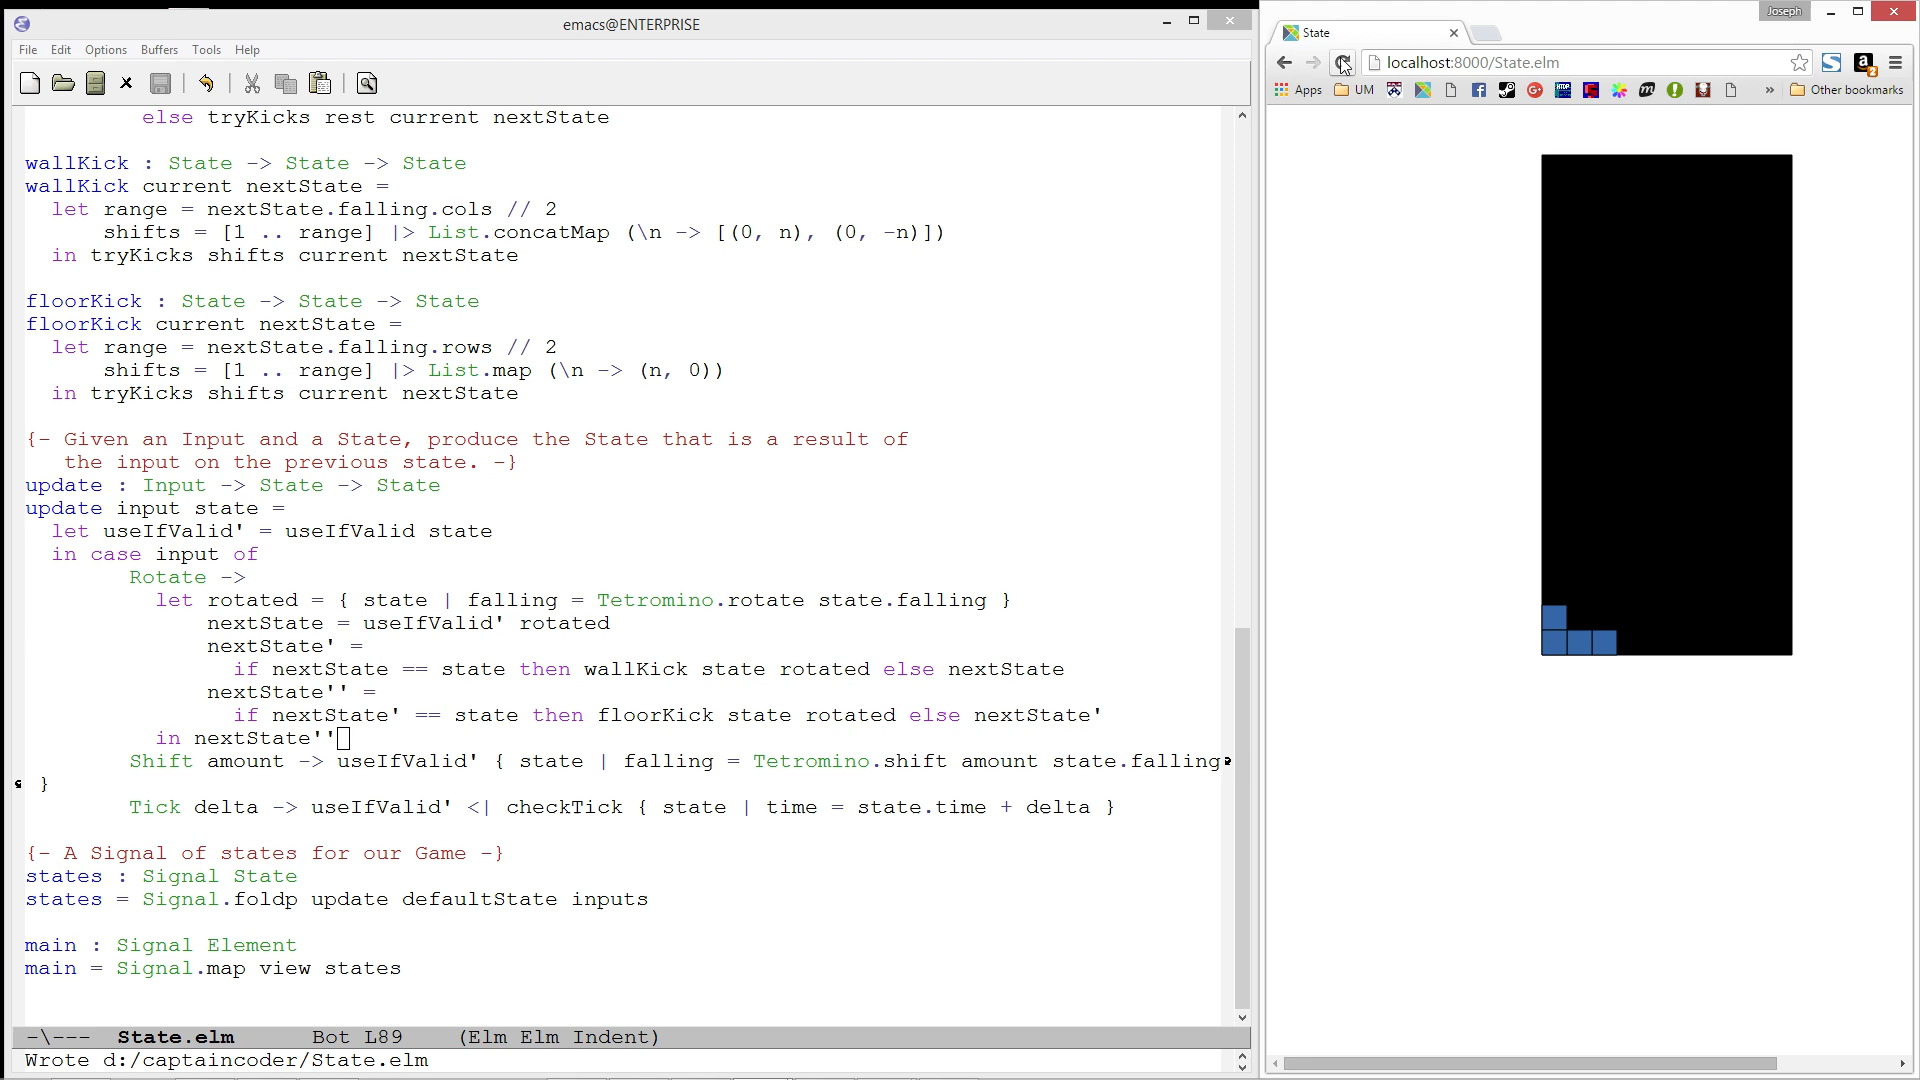 emacs@ENTERPRISE
File Edit Options Buffers Tools Help
else tryKicks rest current nextState
wallKick : State -> State -> State
wallKick current nextState =
let range = nextState.falling.cols // 2
shifts = [1 .. range] |> List.concatMap (\n -> [(0, n), (0, -n)])
in tryKicks shifts current nextState
floorKick : State -> State -> State
floorKick current nextState =
let range = nextState.falling.rows // 2
shifts = [1 .. range] |> List.map (\n -> (n, 0))
in tryKicks shifts current nextState
{- Given an Input and a State, produce the State that is a result of
the input on the previous state. -}
update : Input -> State -> State
update input state =
let useIfValid' = useIfValid state
in case input of
Rotate ->
let rotated = { state | falling = Tetromino.rotate state.falling }
nextState = useIfValid' rotated
nextState' =
if nextState == state then wallKick state rotated else nextState
nextState'' =
if nextState' == state then floorKick state rotated else nextState'
in nextState''
Shift amount -> useIfValid' { state | falling = Tetromino.shift amount state.falling
}
Tick delta -> useIfValid' <| checkTick { state | time = state.time + delta }
{- A Signal of states for our Game -}
states : Signal State
states = Signal.foldp update defaultState inputs
main : Signal Element
main = Signal.map view states
-\--- State.elm Bot L89 (Elm Elm Indent)
Wrote d:/captaincoder/State.elm
Joseph
State
localhost:8000/State.elm
Apps UM » Other bookmarks